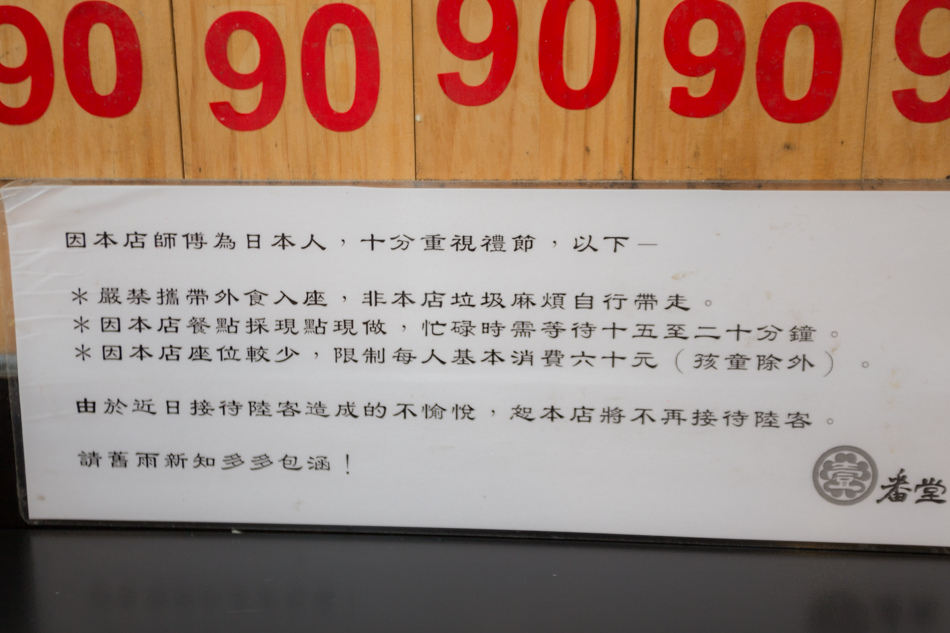 90 90 90 90 9
因本店師傅為日本人，十分重視禮節，以下—
＊嚴禁攜帶外食入座，非本店垃圾麻煩自行帶走。
＊因本店餐點採現點現做，忙碌時需等待十五至二十分鐘。
＊因本店座位較少，限制每人基本消費六十元（孩童除外）。
由於近日接待陸客造成的不愉悅，恕本店將不再接待陸客。
請舊雨新知多多包涵！
壹番堂